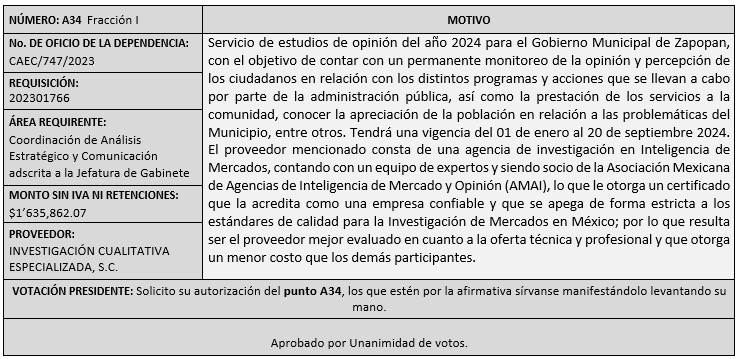 NÚMERO: A34 Fracción I
MOTIVO
No. DE OFICIO DE LA DEPENDENCIA:
CAEC/747/2023
REQUISICIÓN:
202301766
ÁREA REQUIRENTE:
Coordinación de Análisis
Estratégico y Comunicación
adscrita a la Jefatura de Gabinete
MONTO SIN IVA NI RETENCIONES:
$1’635,862.07
PROVEEDOR:
INVESTIGACIÓN CUALITATIVA
ESPECIALIZADA, S.C.
Servicio de estudios de opinión del año 2024 para el Gobierno Municipal de Zapopan,
con el objetivo de contar con un permanente monitoreo de la opinión y percepción de
los ciudadanos en relación con los distintos programas y acciones que se llevan a cabo
por parte de la administración pública, así como la prestación de los servicios a la
comunidad, conocer la apreciación de la población en relación a las problemáticas del
Municipio, entre otros. Tendrá una vigencia del 01 de enero al 20 de septiembre 2024.
El proveedor mencionado consta de una agencia de investigación en Inteligencia de
Mercados, contando con un equipo de expertos y siendo socio de la Asociación Mexicana
de Agencias de Inteligencia de Mercado y Opinión (AMAI), lo que le otorga un certificado
que la acredita como una empresa confiable y que se apega de forma estricta a los
estándares de calidad para la Investigación de Mercados en México; por lo que resulta
ser el proveedor mejor evaluado en cuanto a la oferta técnica y profesional y que otorga
un menor costo que los demás participantes.
VOTACIÓN PRESIDENTE: Solicito su autorización del punto A34, los que estén por la afirmativa sírvanse manifestándolo levantando su
mano.
Aprobado por Unanimidad de votos.